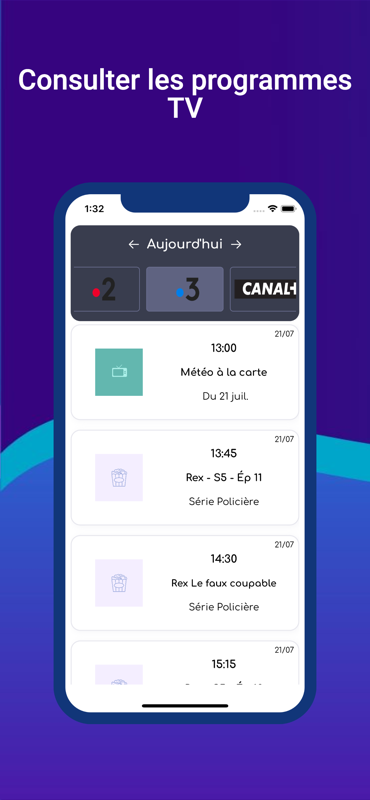 Consulter les programmes
TV
1:32
← Aujourd'hui →
2
3
CANAL+
21/07
13:00
Météo à la carte
Du 21 juil.
21/07
13:45
Rex - S5 - Ép 11
Série Policière
21/07
14:30
Rex Le faux coupable
Série Policière
21/07
15:15